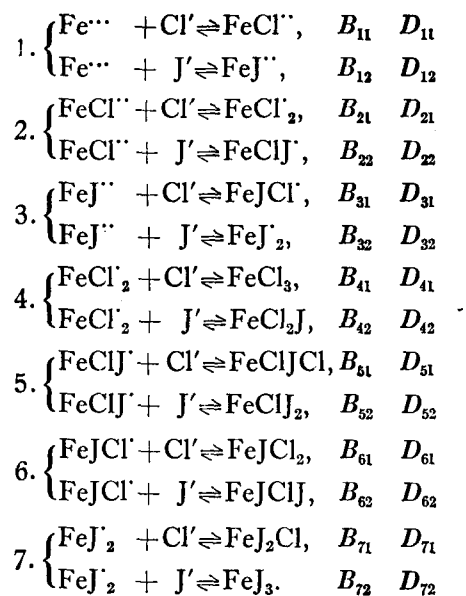 1. { Fe··· + Cl′ ⇌ FeCl··, B₁₁ D₁₁
Fe··· + J′ ⇌ FeJ··, B₁₂ D₁₂
2. { FeCl·· + Cl′ ⇌ FeCl·₂, B₂₁ D₂₁
FeCl·· + J′ ⇌ FeClJ·, B₂₂ D₂₂
3. { FeJ·· + Cl′ ⇌ FeJCl·, B₃₁ D₃₁
FeJ·· + J′ ⇌ FeJ·₂, B₃₂ D₃₂
4. { FeCl·₂ + Cl′ ⇌ FeCl₃, B₄₁ D₄₁
FeCl·₂ + J′ ⇌ FeCl₂J, B₄₂ D₄₂
5. { FeClJ· + Cl′ ⇌ FeClJCl, B₅₁ D₅₁
FeClJ· + J′ ⇌ FeClJ₂, B₅₂ D₅₂
6. { FeJCl· + Cl′ ⇌ FeJCl₂, B₆₁ D₆₁
FeJCl· + J′ ⇌ FeJClJ, B₆₂ D₆₂
7. { FeJ·₂ + Cl′ ⇌ FeJ₂Cl, B₇₁ D₇₁
FeJ·₂ + J′ ⇌ FeJ₃. B₇₂ D₇₂